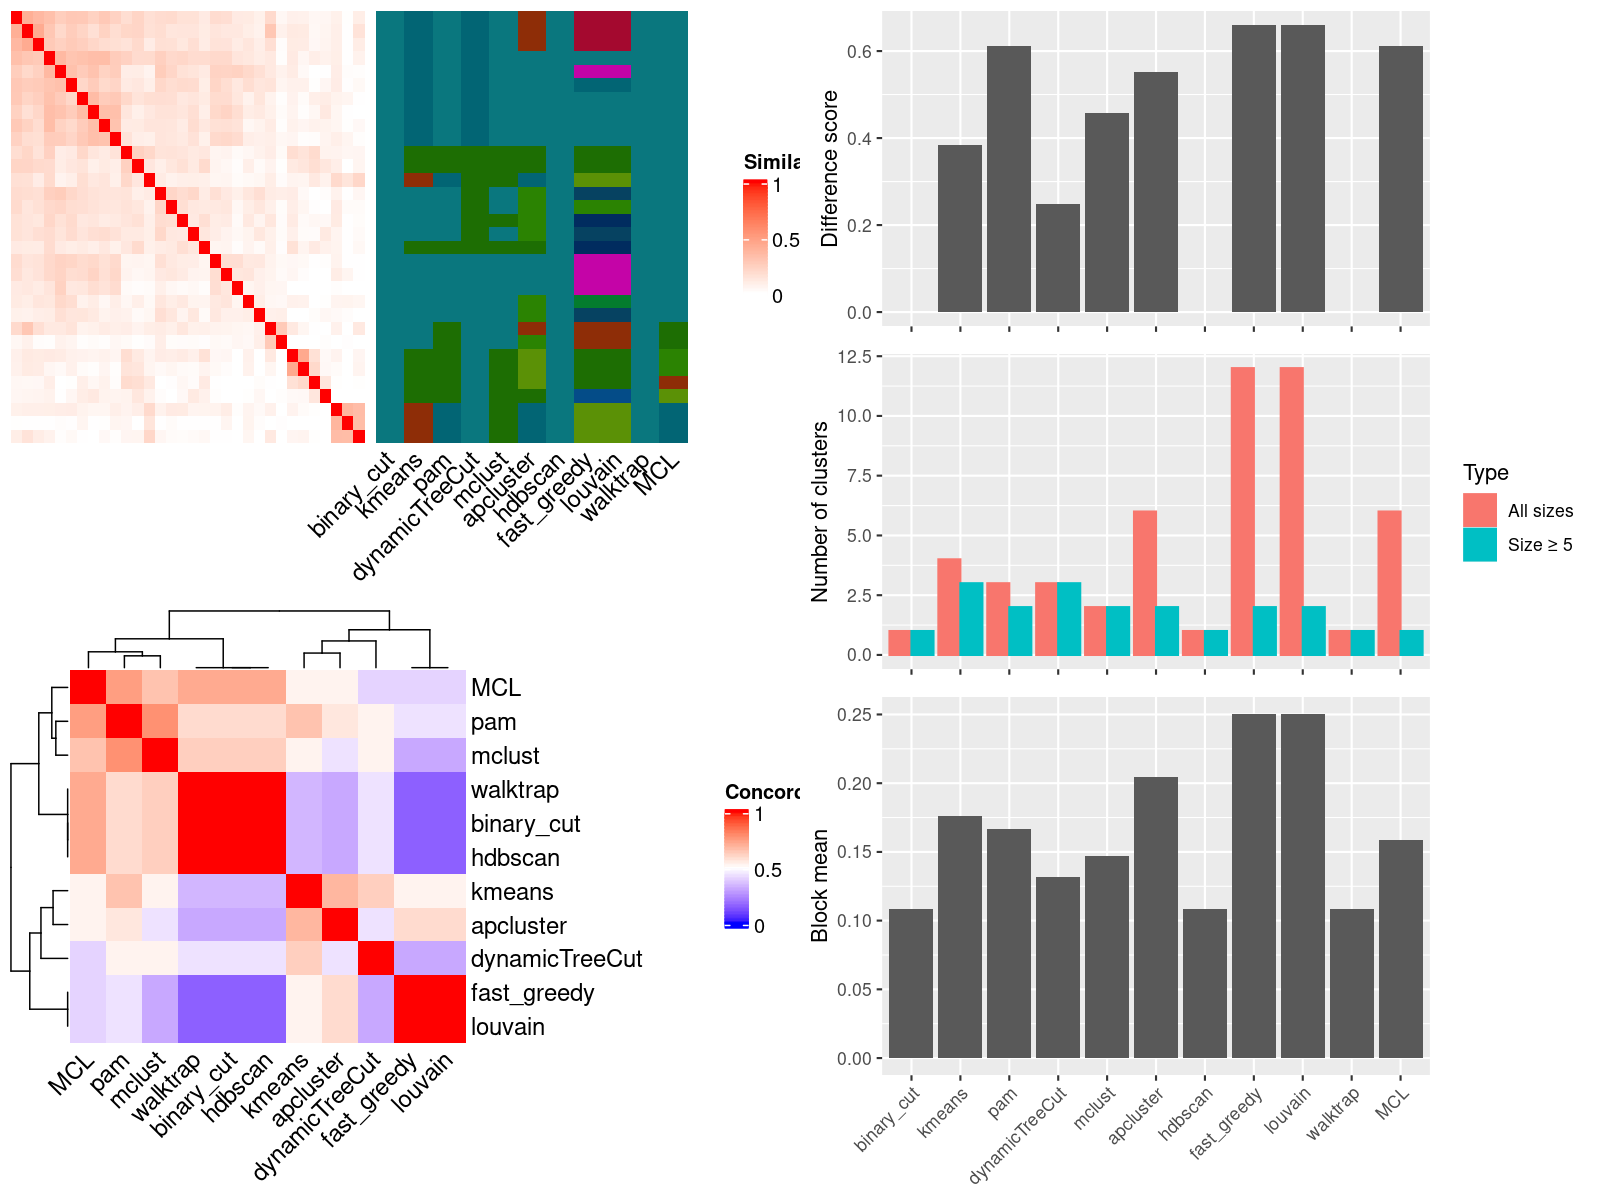 Simila
1
0.5
0
binary_cut
kmeans
pam
dynamicTreeCut
mclust
apcluster
hdbscan
fast_greedy
louvain
walktrap
MCL
MCL
pam
mclust
walktrap
binary_cut
hdbscan
kmeans
apcluster
dynamicTreeCut
fast_greedy
louvain
MCL
pam
mclust
walktrap
binary_cut
hdbscan
kmeans
apcluster
dynamicTreeCut
fast_greedy
louvain
Concord
1
0.5
0
Difference score
0.6
0.4
0.2
0.0
Number of clusters
12.5
10.0
7.5
5.0
2.5
0.0
Type
All sizes
Size ≥ 5
Block mean
0.25
0.20
0.15
0.10
0.05
0.00
binary_cut
kmeans
pam
dynamicTreeCut
mclust
apcluster
hdbscan
fast_greedy
louvain
walktrap
MCL